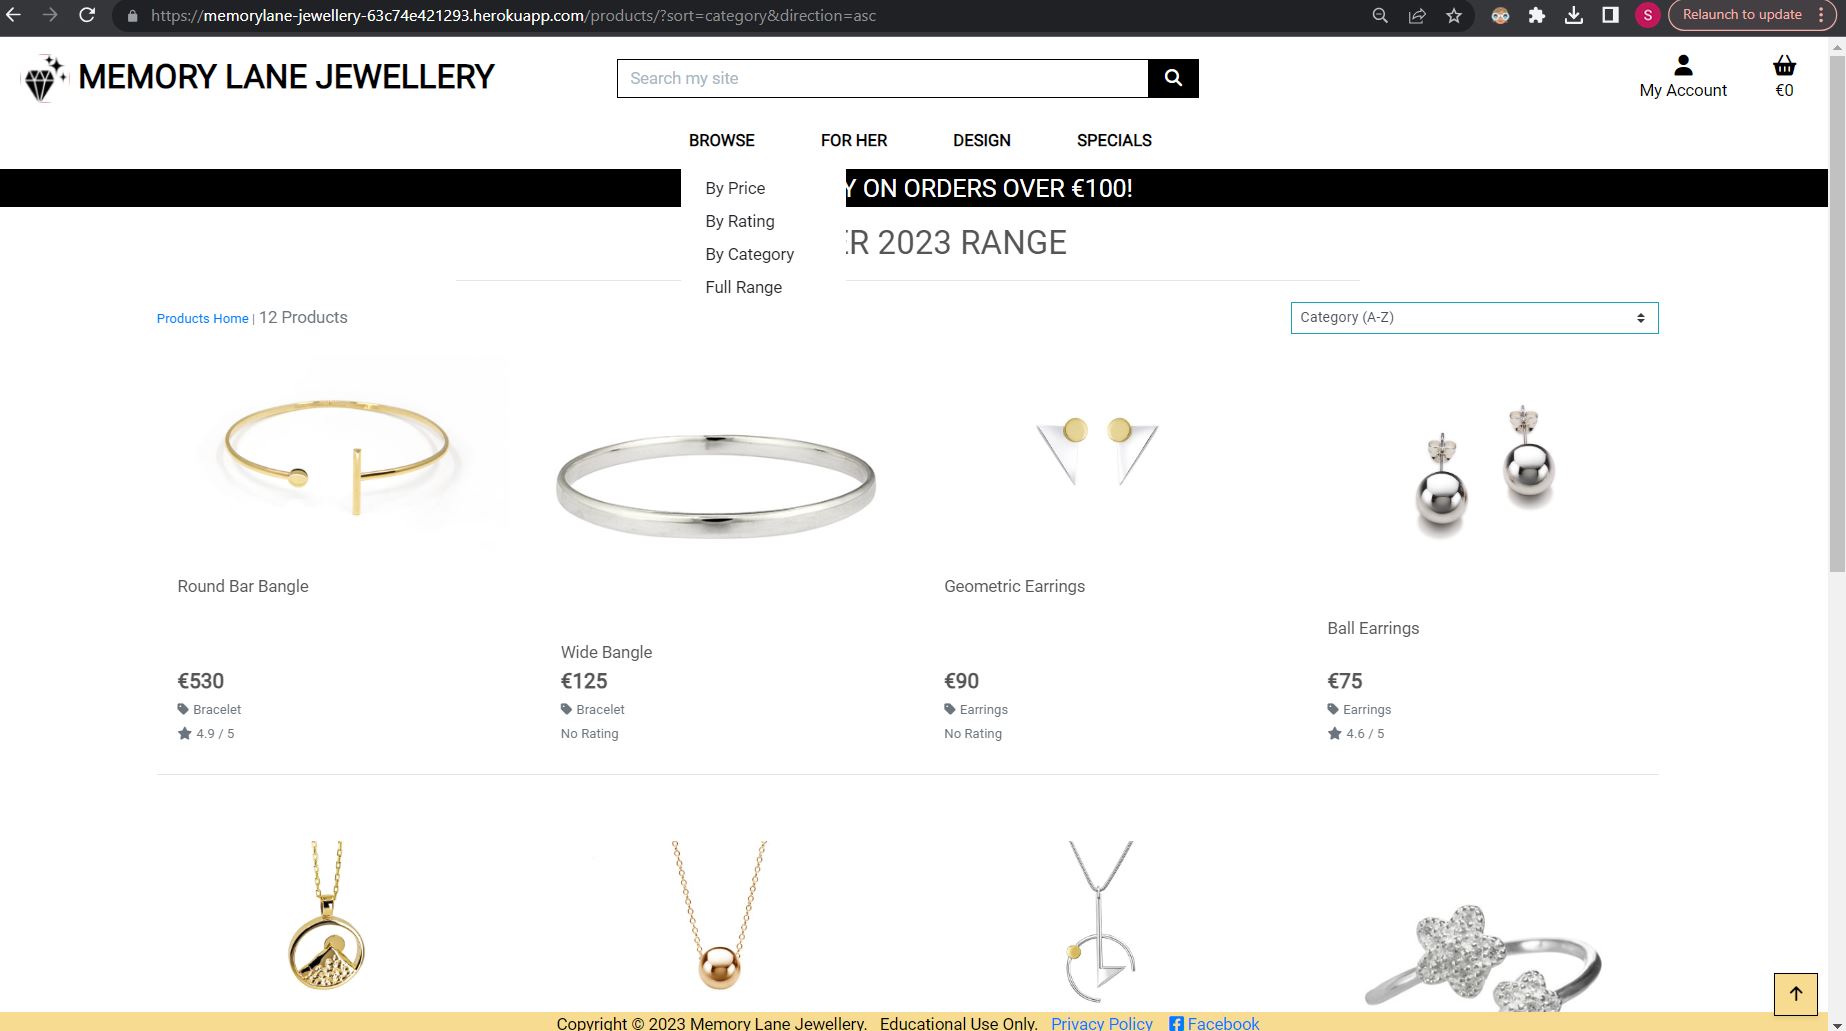 https://memorylane-jewellery-63c74e421293.herokuapp.com/products/?sort=category&direction=asc
S
Relaunch to update
MEMORY LANE JEWELLERY
Search my site
My Account
€0
BROWSE
FOR HER
DESIGN
SPECIALS
By Price
By Rating
By Category
Full Range
Y ON ORDERS OVER €100!
ER 2023 RANGE
Products Home | 12 Products
Category (A-Z)
Round Bar Bangle
€530
Bracelet
4.9 / 5
Wide Bangle
€125
Bracelet
No Rating
Geometric Earrings
€90
Earrings
No Rating
Ball Earrings
€75
Earrings
4.6 / 5
Copyright © 2023 Memory Lane Jewellery. Educational Use Only. Privacy Policy Facebook